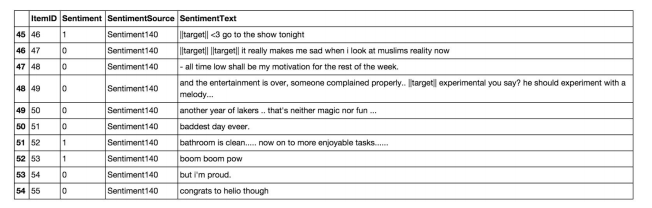 ItemID Sentiment SentimentSource SentimentText
45 46 1 Sentiment140 ||target|| <3 go to the show tonight
46 47 0 Sentiment140 ||target|| ||target|| it really makes me sad when i look at muslims reality now
47 48 0 Sentiment140 - all time low shall be my motivation for the rest of the week.
48 49 0 Sentiment140 and the entertainment is over, someone complained properly.. ||target|| experimental you say? he should experiment with a
melody...
49 50 0 Sentiment140 another year of lakers .. that's neither magic nor fun ...
50 51 0 Sentiment140 baddest day eveer.
51 52 1 Sentiment140 bathroom is clean..... now on to more enjoyable tasks......
52 53 1 Sentiment140 boom boom pow
53 54 0 Sentiment140 but i'm proud.
54 55 0 Sentiment140 congrats to helio though